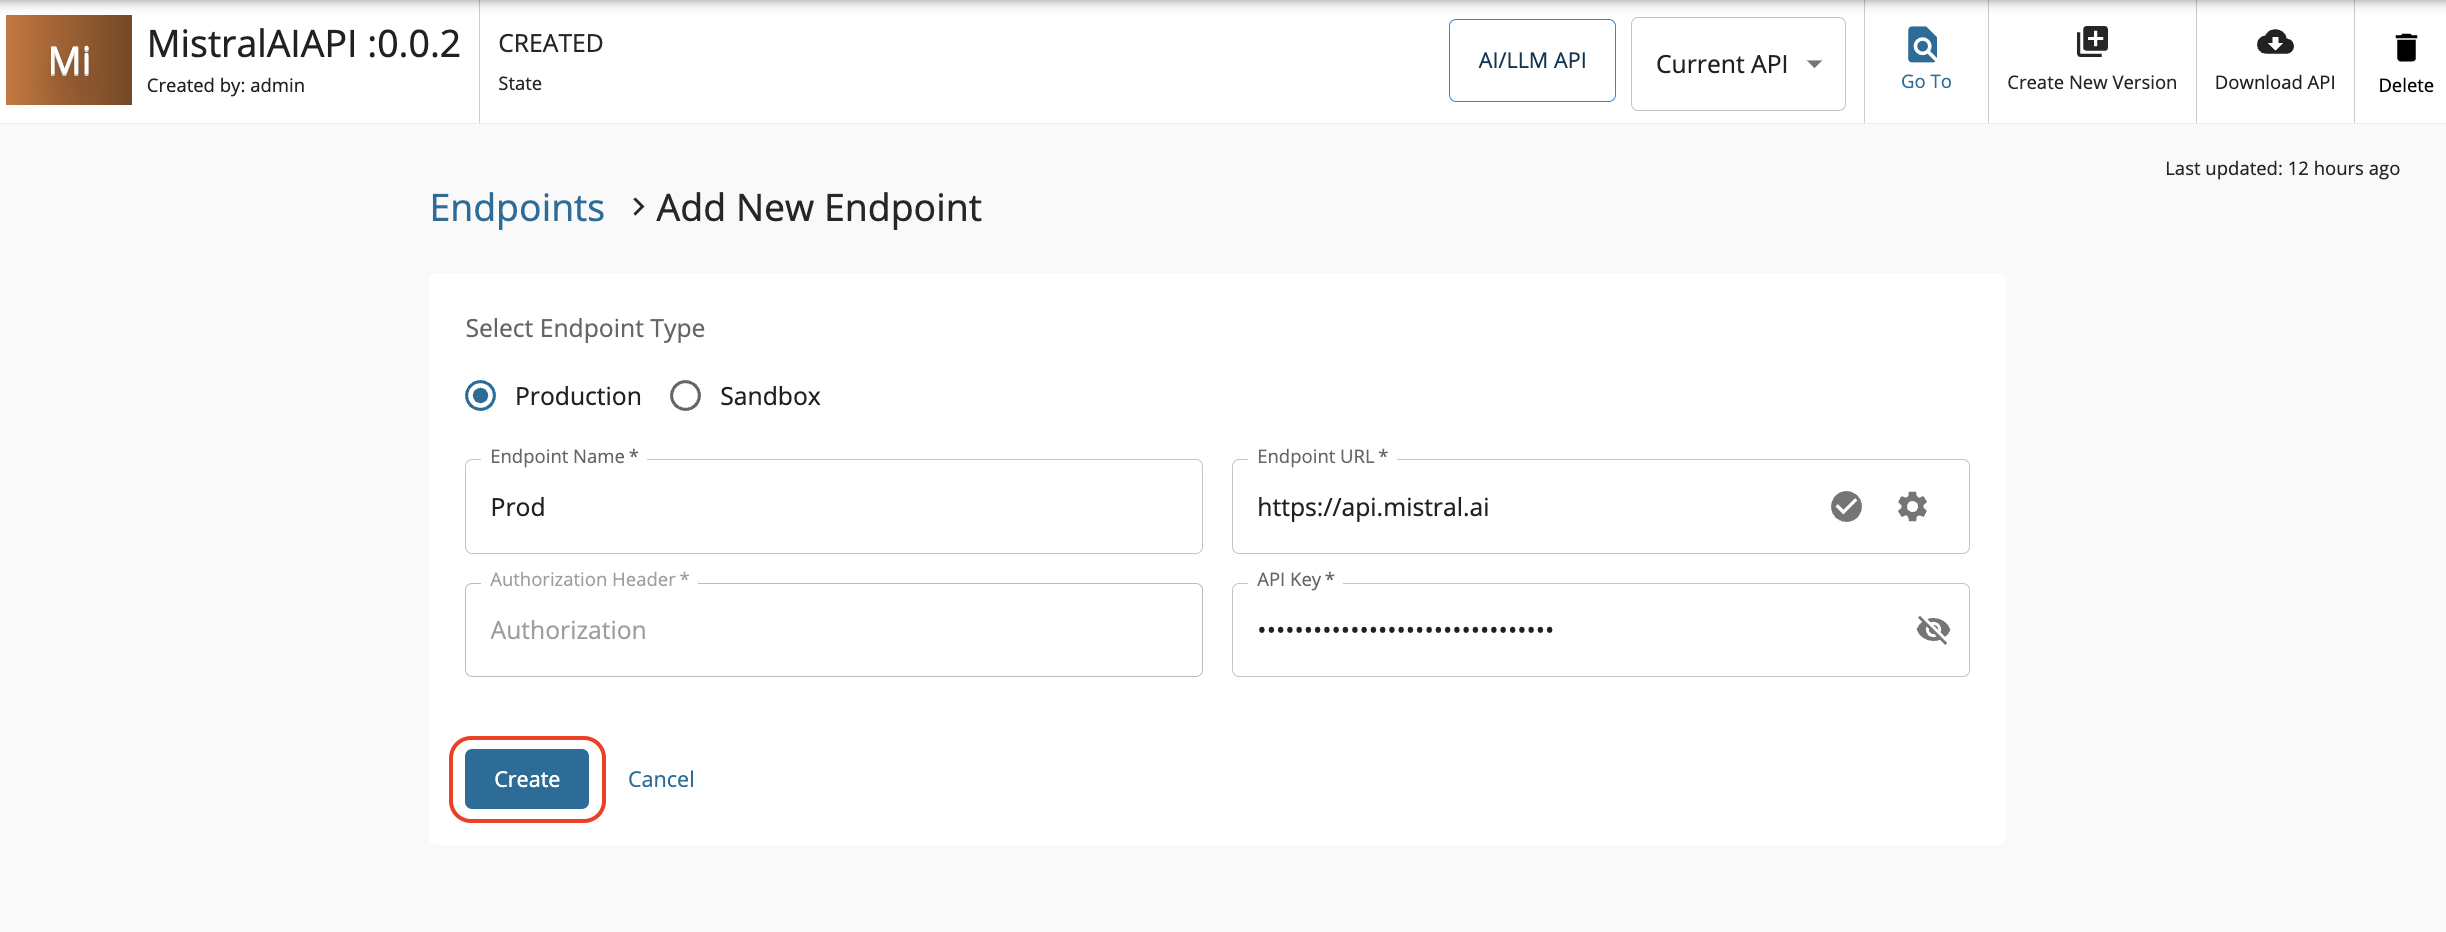 Mi
MistralAIAPI :0.0.2
Created by: admin
CREATED
State
AI/LLM API
Current API
Go To
Create New Version
Download API
Delete
Last updated: 12 hours ago
Endpoints > Add New Endpoint
Select Endpoint Type
Production
Sandbox
Endpoint Name *
Prod
Endpoint URL *
https://api.mistral.ai
Authorization Header *
Authorization
API Key *
••••••••••••••••••••••••••••••••
Create
Cancel